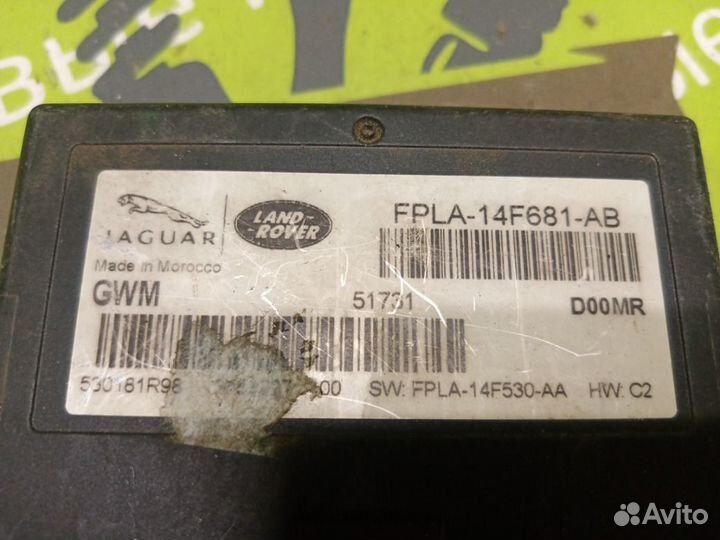 JAGUAR
LAND-
ROVER
FPLA-14F681-AB
Made in Morocco
GWM
51731
D00MR
SW: FPLA-14F530-AA
HW: C2
Avito